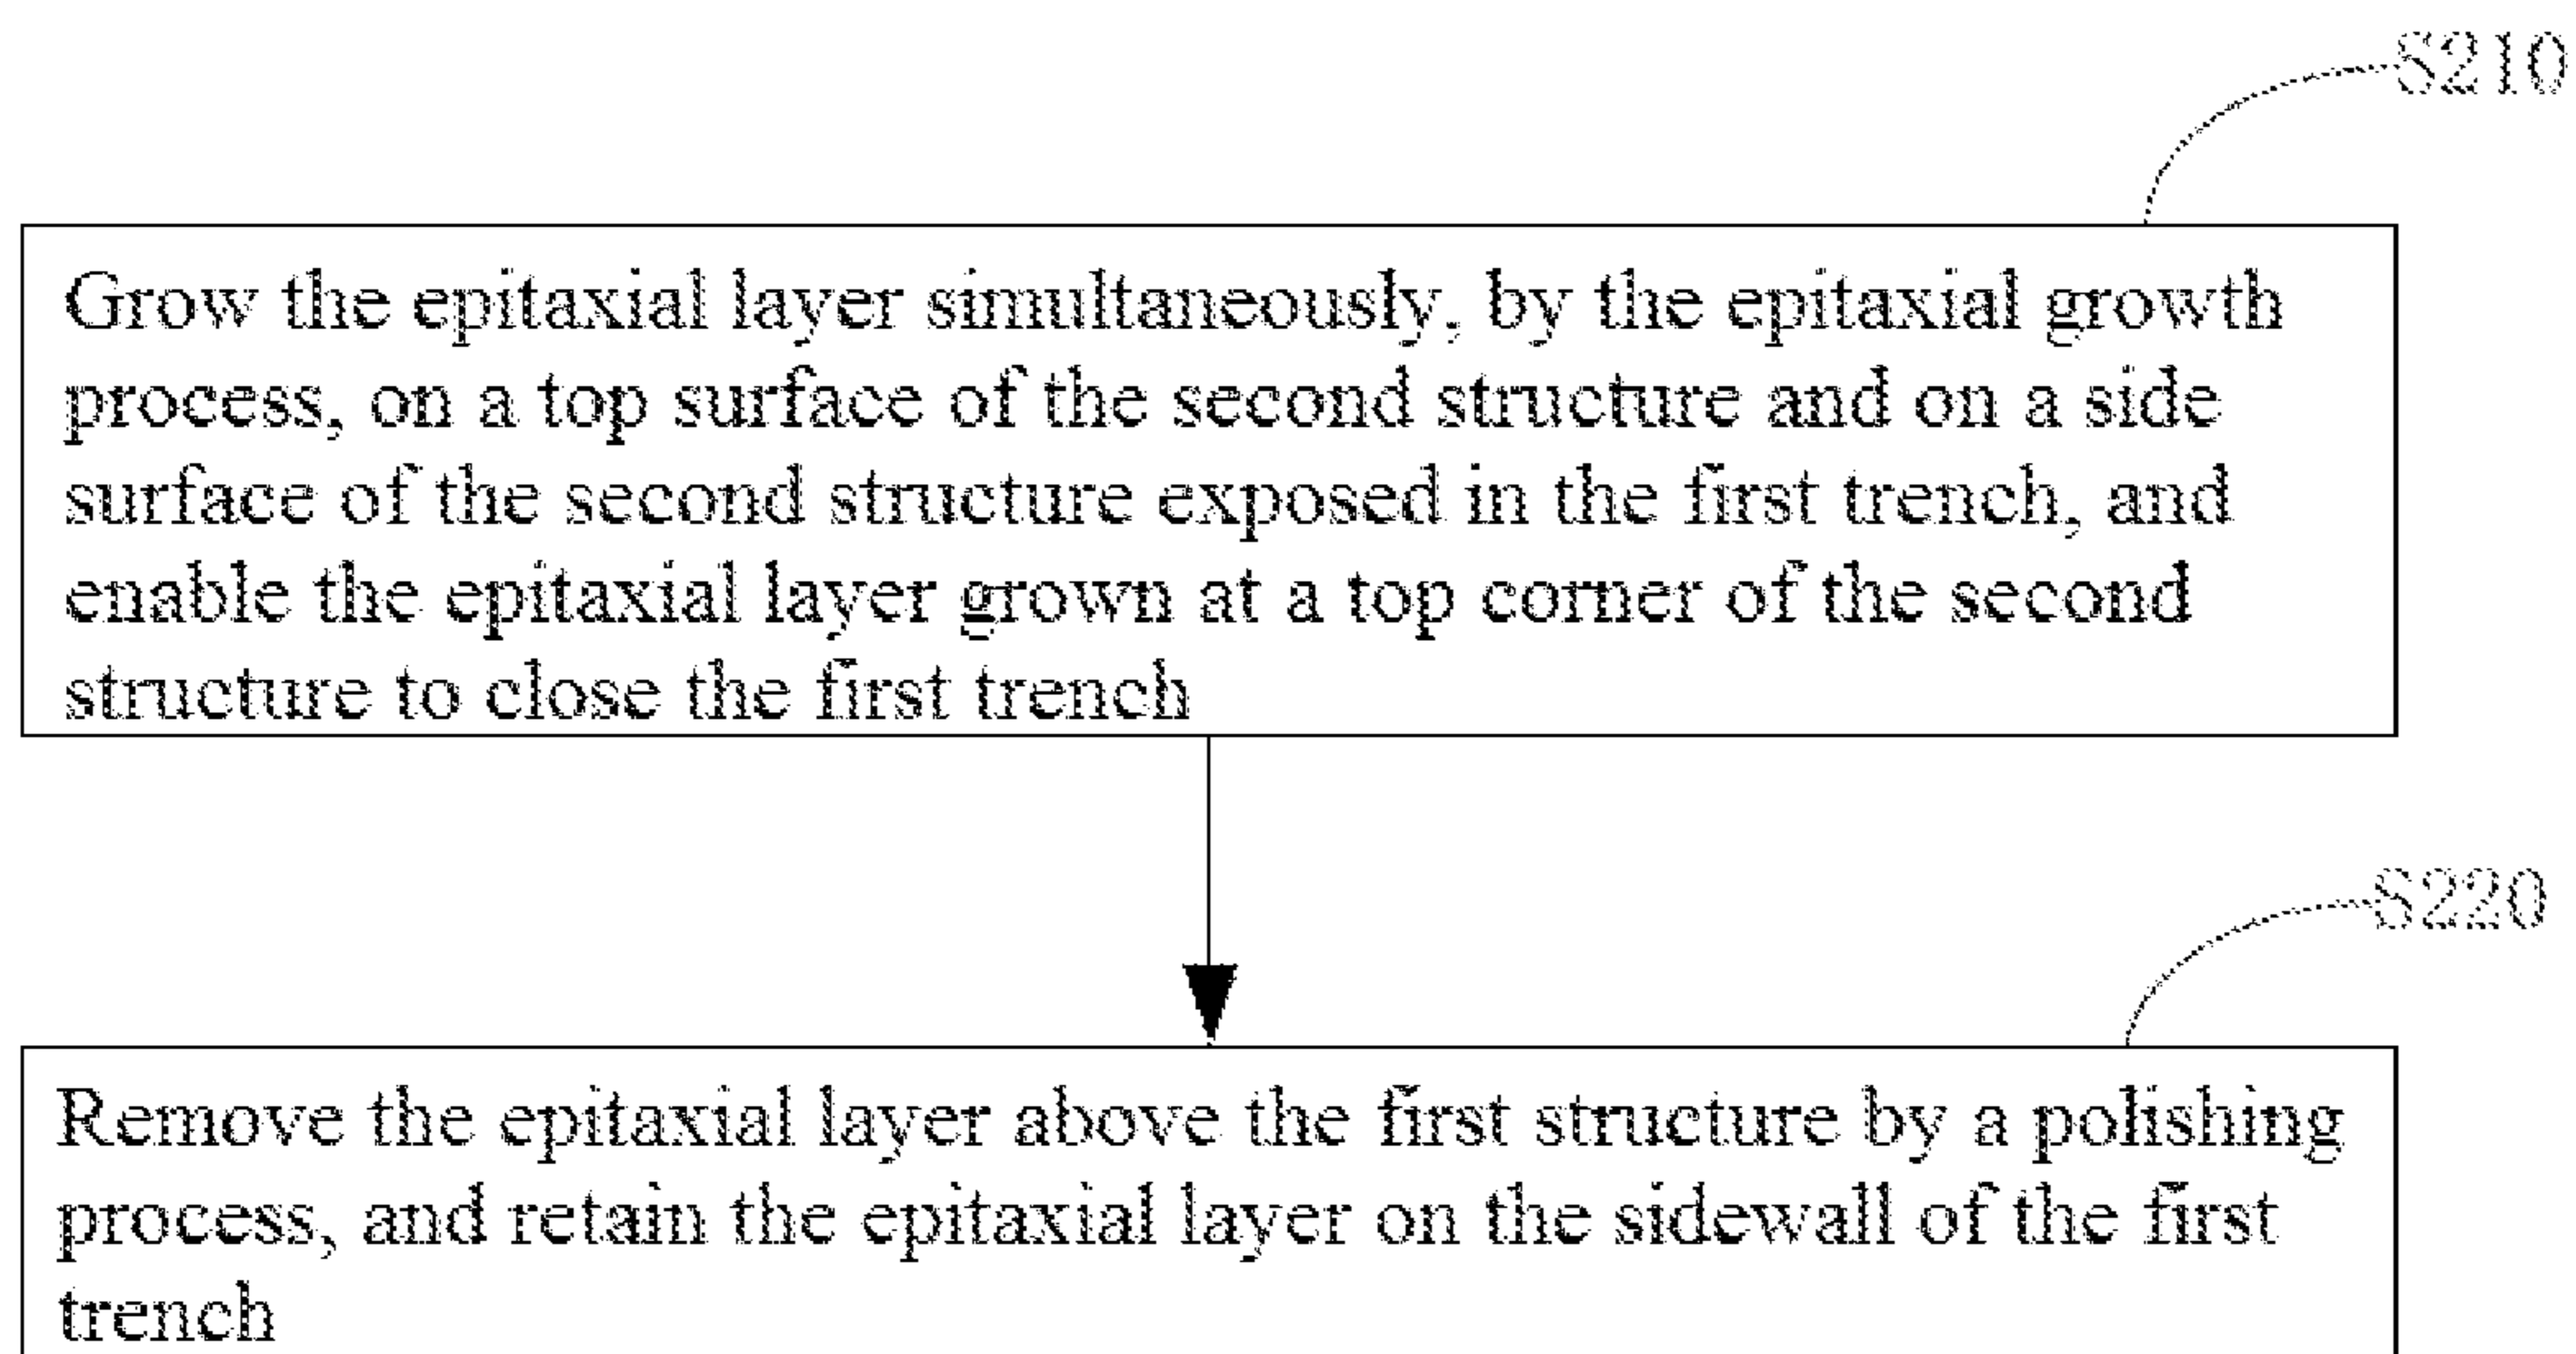 S210
Grow the epitaxial layer simultaneously, by the epitaxial growth
process, on a top surface of the second structure and on a side
surface of the second structure exposed in the first trench, and
enable the epitaxial layer grown at a top corner of the second
structure to close the first trench
S220
Remove the epitaxial layer above the first structure by a polishing
process, and retain the epitaxial layer on the sidewall of the first
trench